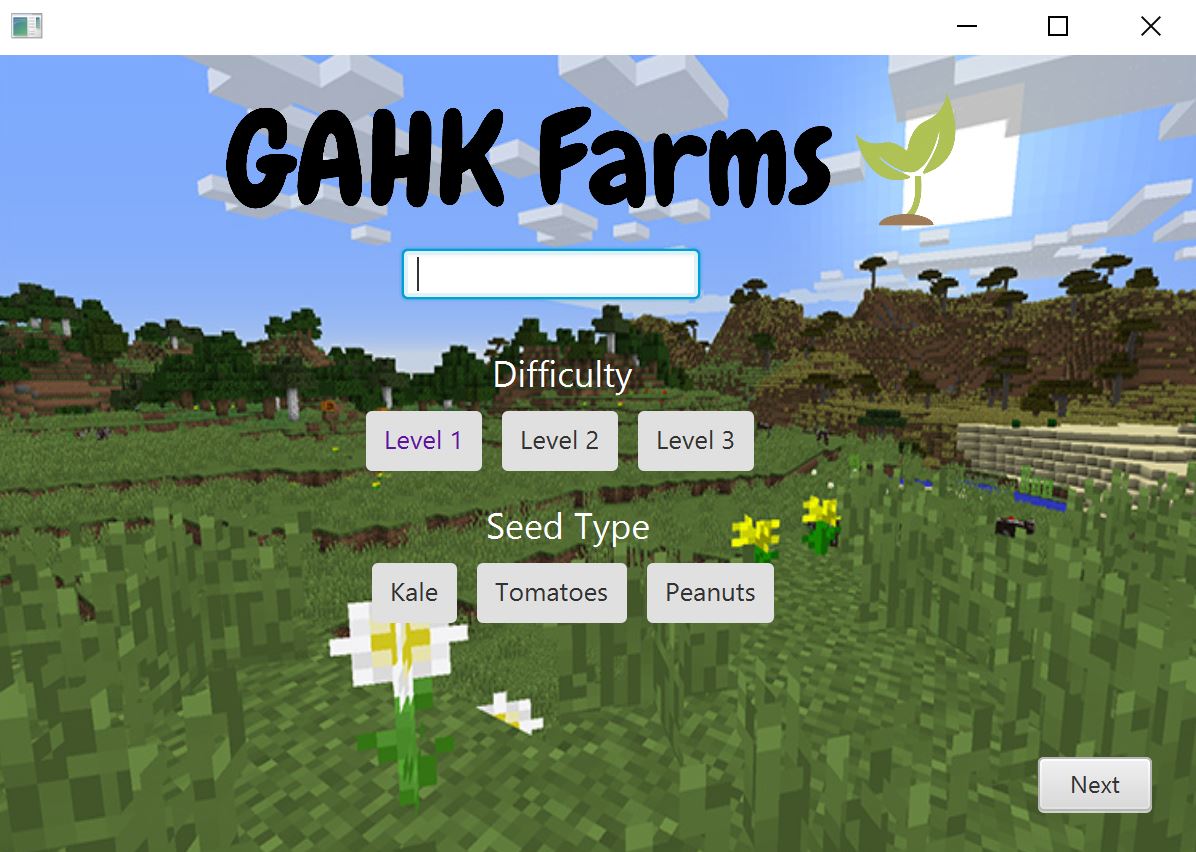 GAHK Farms
Difficulty
Level 1 Level 2 Level 3
Seed Type
Kale Tomatoes Peanuts
Next